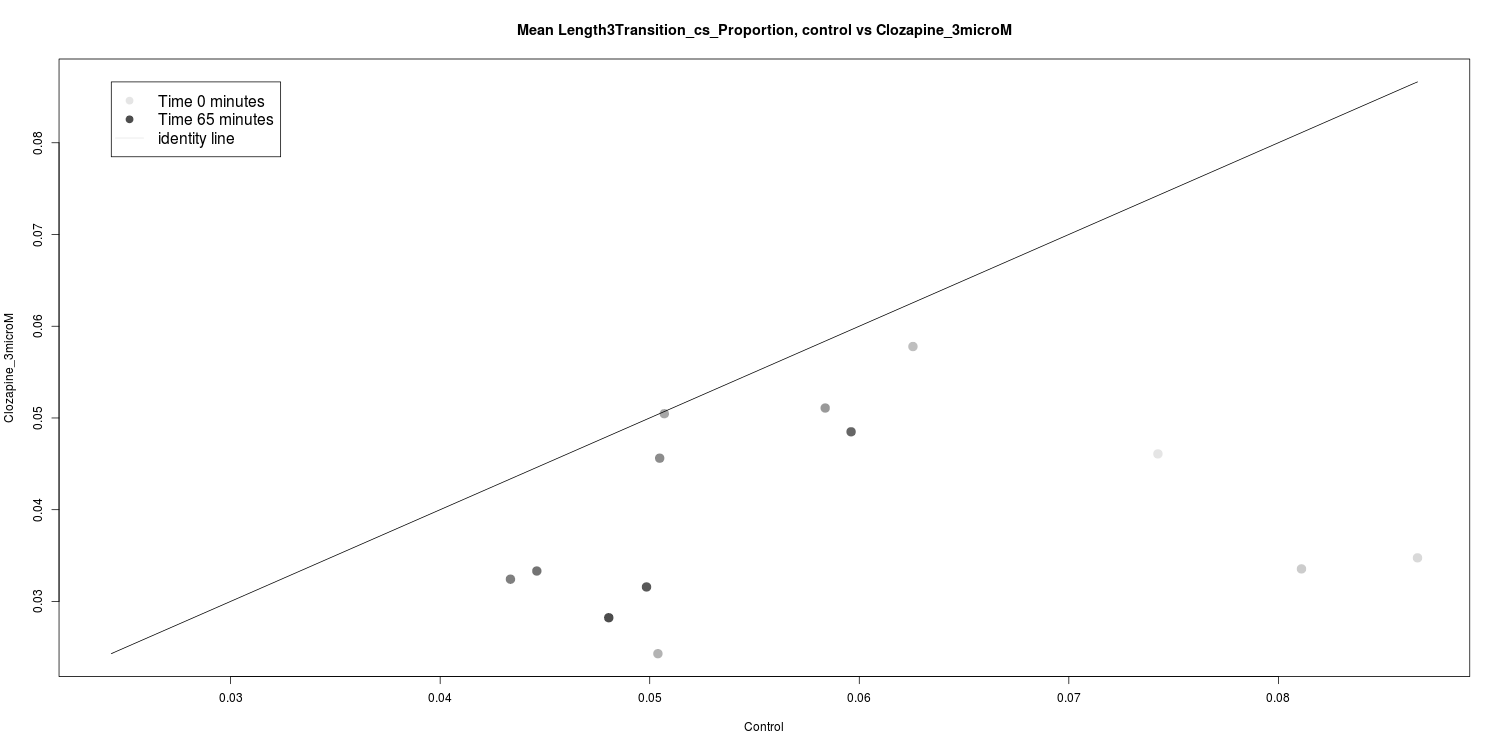 Mean Length3Transition_cs_Proportion, control vs Clozapine_3microM
Time 0 minutes
Time 65 minutes
identity line
Clozapine_3microM
0.08
0.07
0.06
0.05
0.04
0.03
0.03 0.04 0.05 0.06 0.07 0.08
Control